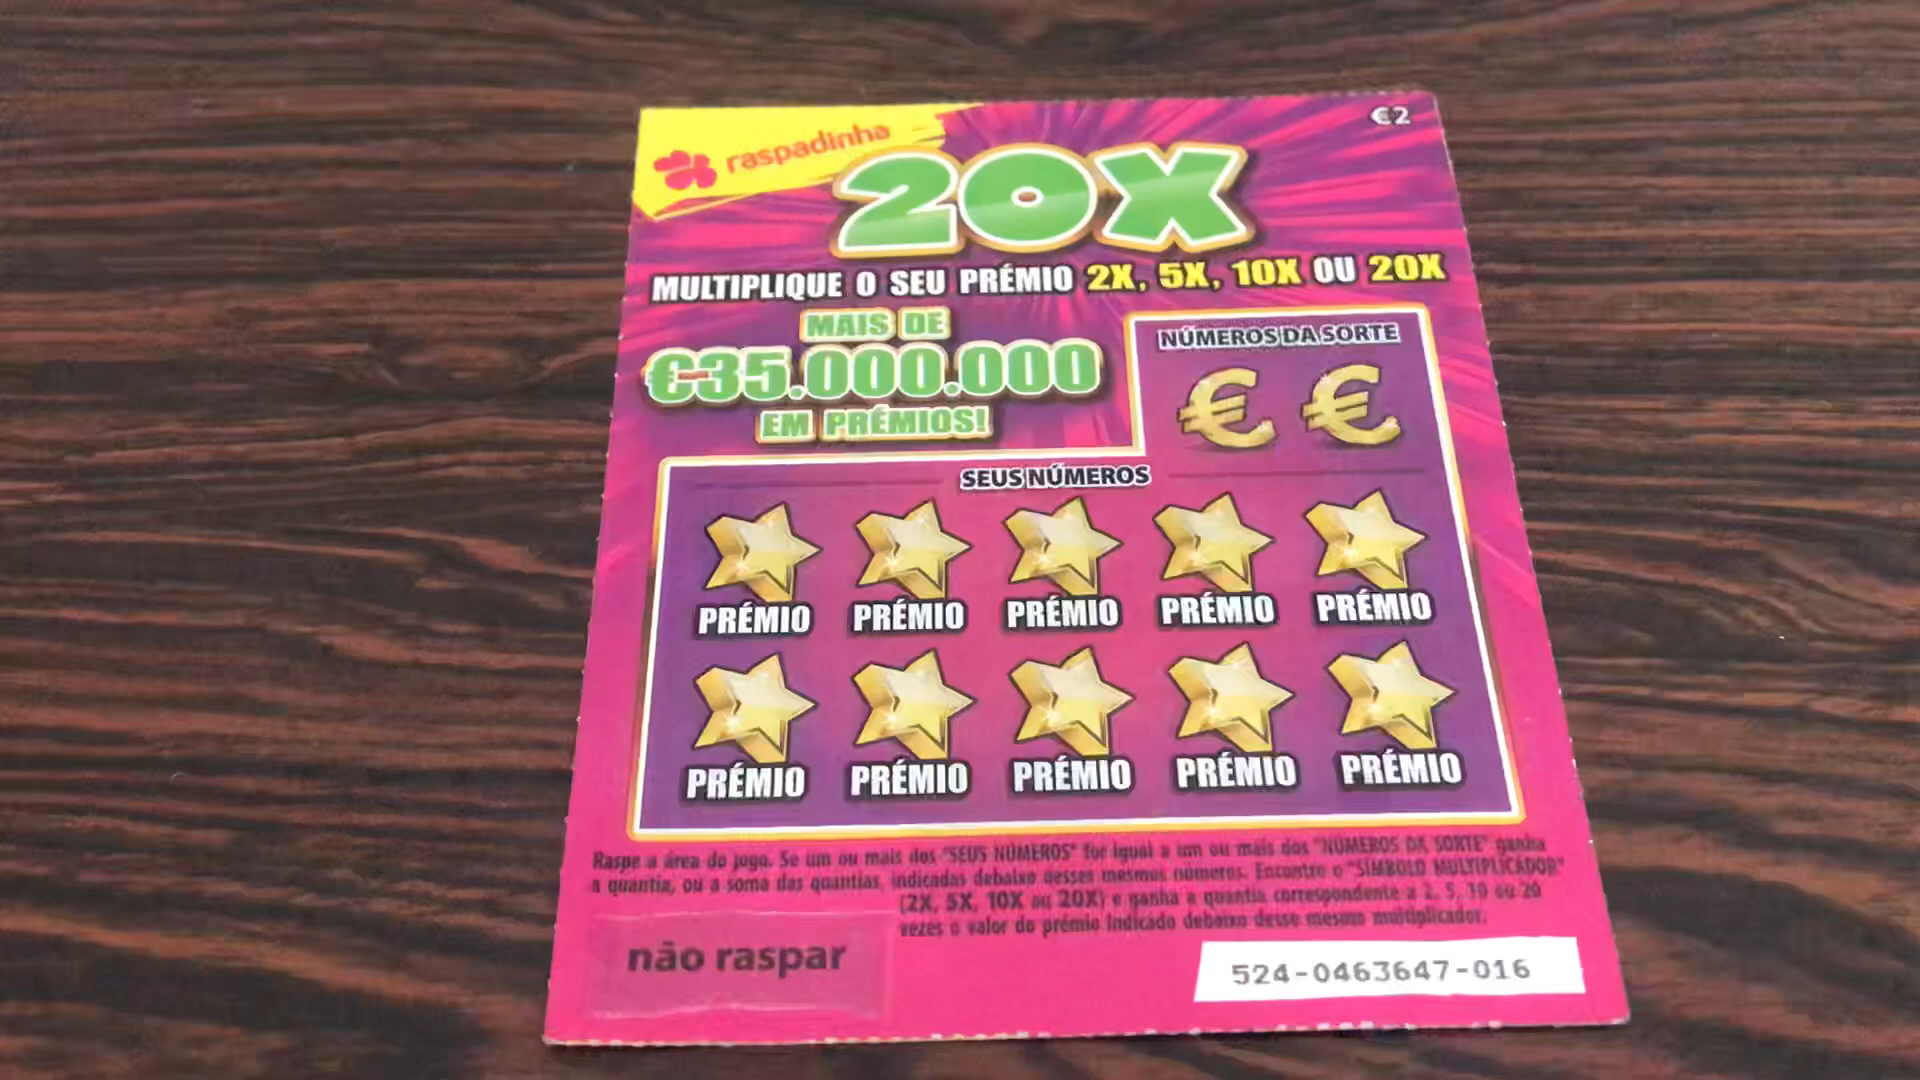 raspadinha
€2
20X
MULTIPLIQUE O SEU PRÉMIO 2X, 5X, 10X OU 20X
MAIS DE
€35.000.000
EM PRÉMIOS!
NÚMEROS DA SORTE
€ €
SEUS NÚMEROS
PRÉMIO PRÉMIO PRÉMIO PRÉMIO PRÉMIO
PRÉMIO PRÉMIO PRÉMIO PRÉMIO PRÉMIO
Raspe a área do jogo. Se um ou mais dos "SEUS NÚMEROS" for igual a um ou mais dos "NÚMEROS DA SORTE" ganha
a quantia, ou a soma das quantias, indicadas debaixo desses mesmos números. Encontre o "SÍMBOLO MULTIPLICADOR"
(2X, 5X, 10X ou 20X) e ganha a quantia correspondente a 2, 5, 10 ou 20
vezes o valor do prémio indicado debaixo desse mesmo multiplicador.
não raspar
524-0463647-016